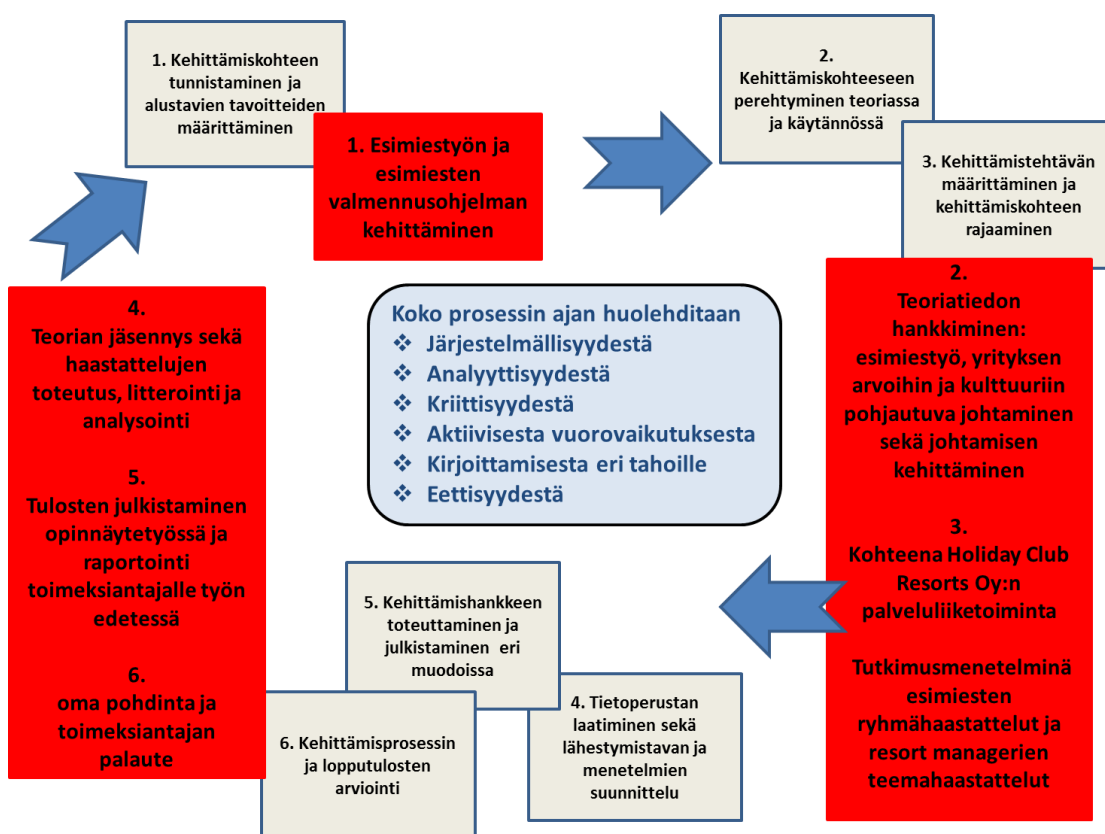 1. Kehittämiskohteen
tunnistaminen ja
alustavien tavoitteiden
määrittäminen
1. Esimiestyön ja
esimiesten
valmennusohjelman
kehittäminen
2.
Kehittämiskohteeseen
perehtyminen teoriassa
ja käytännössä
3. Kehittämistehtävän
määrittäminen ja
kehittämiskohteen
rajaaminen
2.
Teoriatiedon
hankkiminen:
esimiestyö, yrityksen
arvoihin ja kulttuuriin
pohjautuva johtaminen
sekä johtamisen
kehittäminen
3.
Kohteena Holiday Club
Resorts Oy:n
palveluliiketoiminta
Tutkimusmenetelminä
esimiesten
ryhmähaastattelut ja
resort managerien
teemahaastattelut
Koko prosessin ajan huolehditaan
❖ Järjestelmällisyydestä
❖ Analyyttisyydestä
❖ Kriittisyydestä
❖ Aktiivisesta vuorovaikutuksesta
❖ Kirjoittamisesta eri tahoille
❖ Eettisyydestä
4. Tietoperustan
laatiminen sekä
lähestymistavan ja
menetelmien
suunnittelu
5. Kehittämishankkeen
toteuttaminen ja
julkistaminen eri
muodoissa
6. Kehittämisprosessin
ja lopputulosten
arviointi
4.
Teorian jäsennys sekä
haastattelujen
toteutus, litterointi ja
analysointi
5.
Tulosten julkistaminen
opinnäytetyössä ja
raportointi
toimeksiantajalle työn
edetessä
6.
oma pohdinta ja
toimeksiantajan
palaute